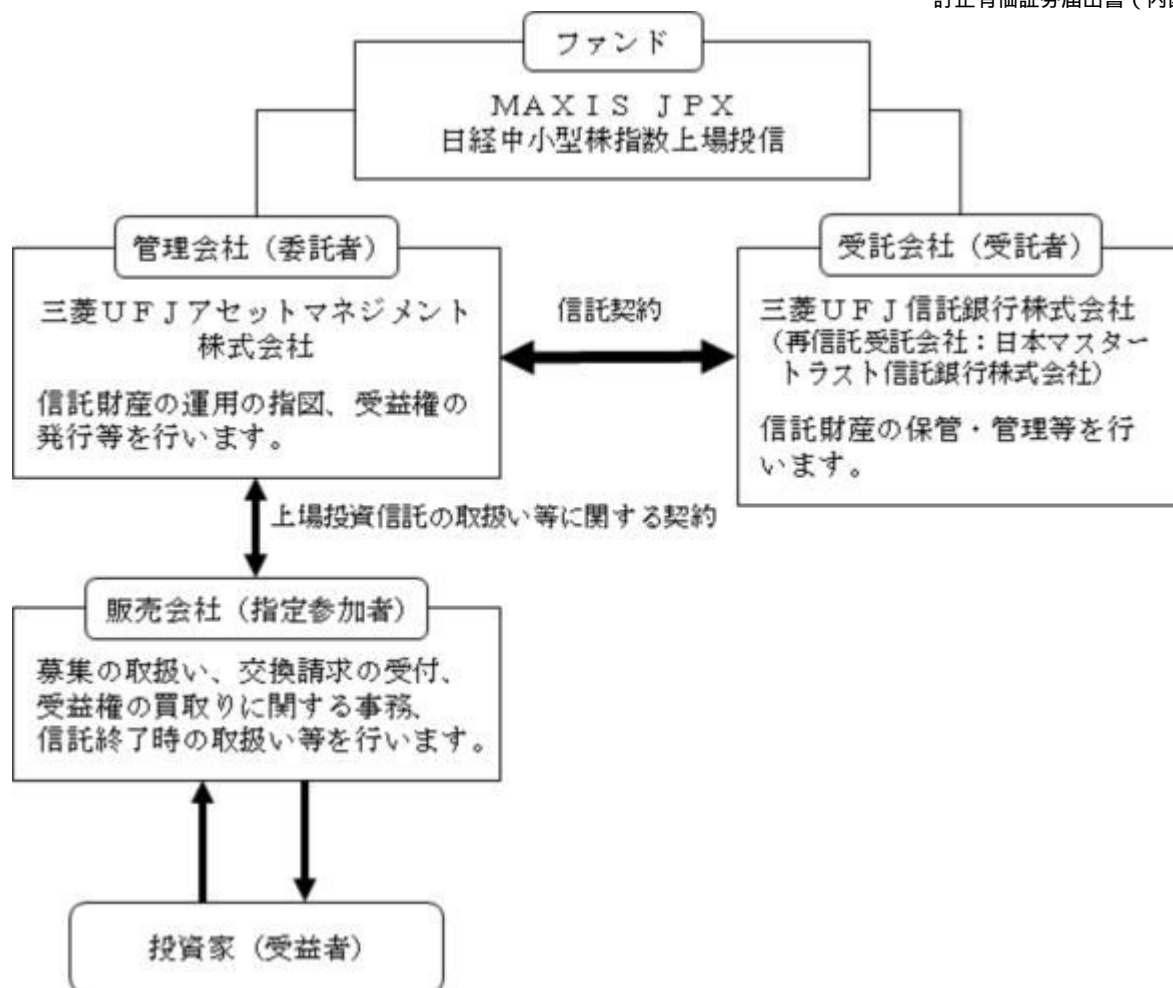 訂正有価証券届出書（内
ファンド
ＭＡＸＩＳ ＪＰＸ
日経中小型株指数上場投信
管理会社（委託者）
三菱ＵＦＪアセットマネジメント
株式会社
信託財産の運用の指図、受益権の
発行等を行います。
信託契約
受託会社（受託者）
三菱ＵＦＪ信託銀行株式会社
（再信託受託会社：日本マスター
トラスト信託銀行株式会社）
信託財産の保管・管理等を行
います。
上場投資信託の取扱い等に関する契約
販売会社（指定参加者）
募集の取扱い、交換請求の受付、
受益権の買取りに関する事務、
信託終了時の取扱い等を行います。
投資家（受益者）